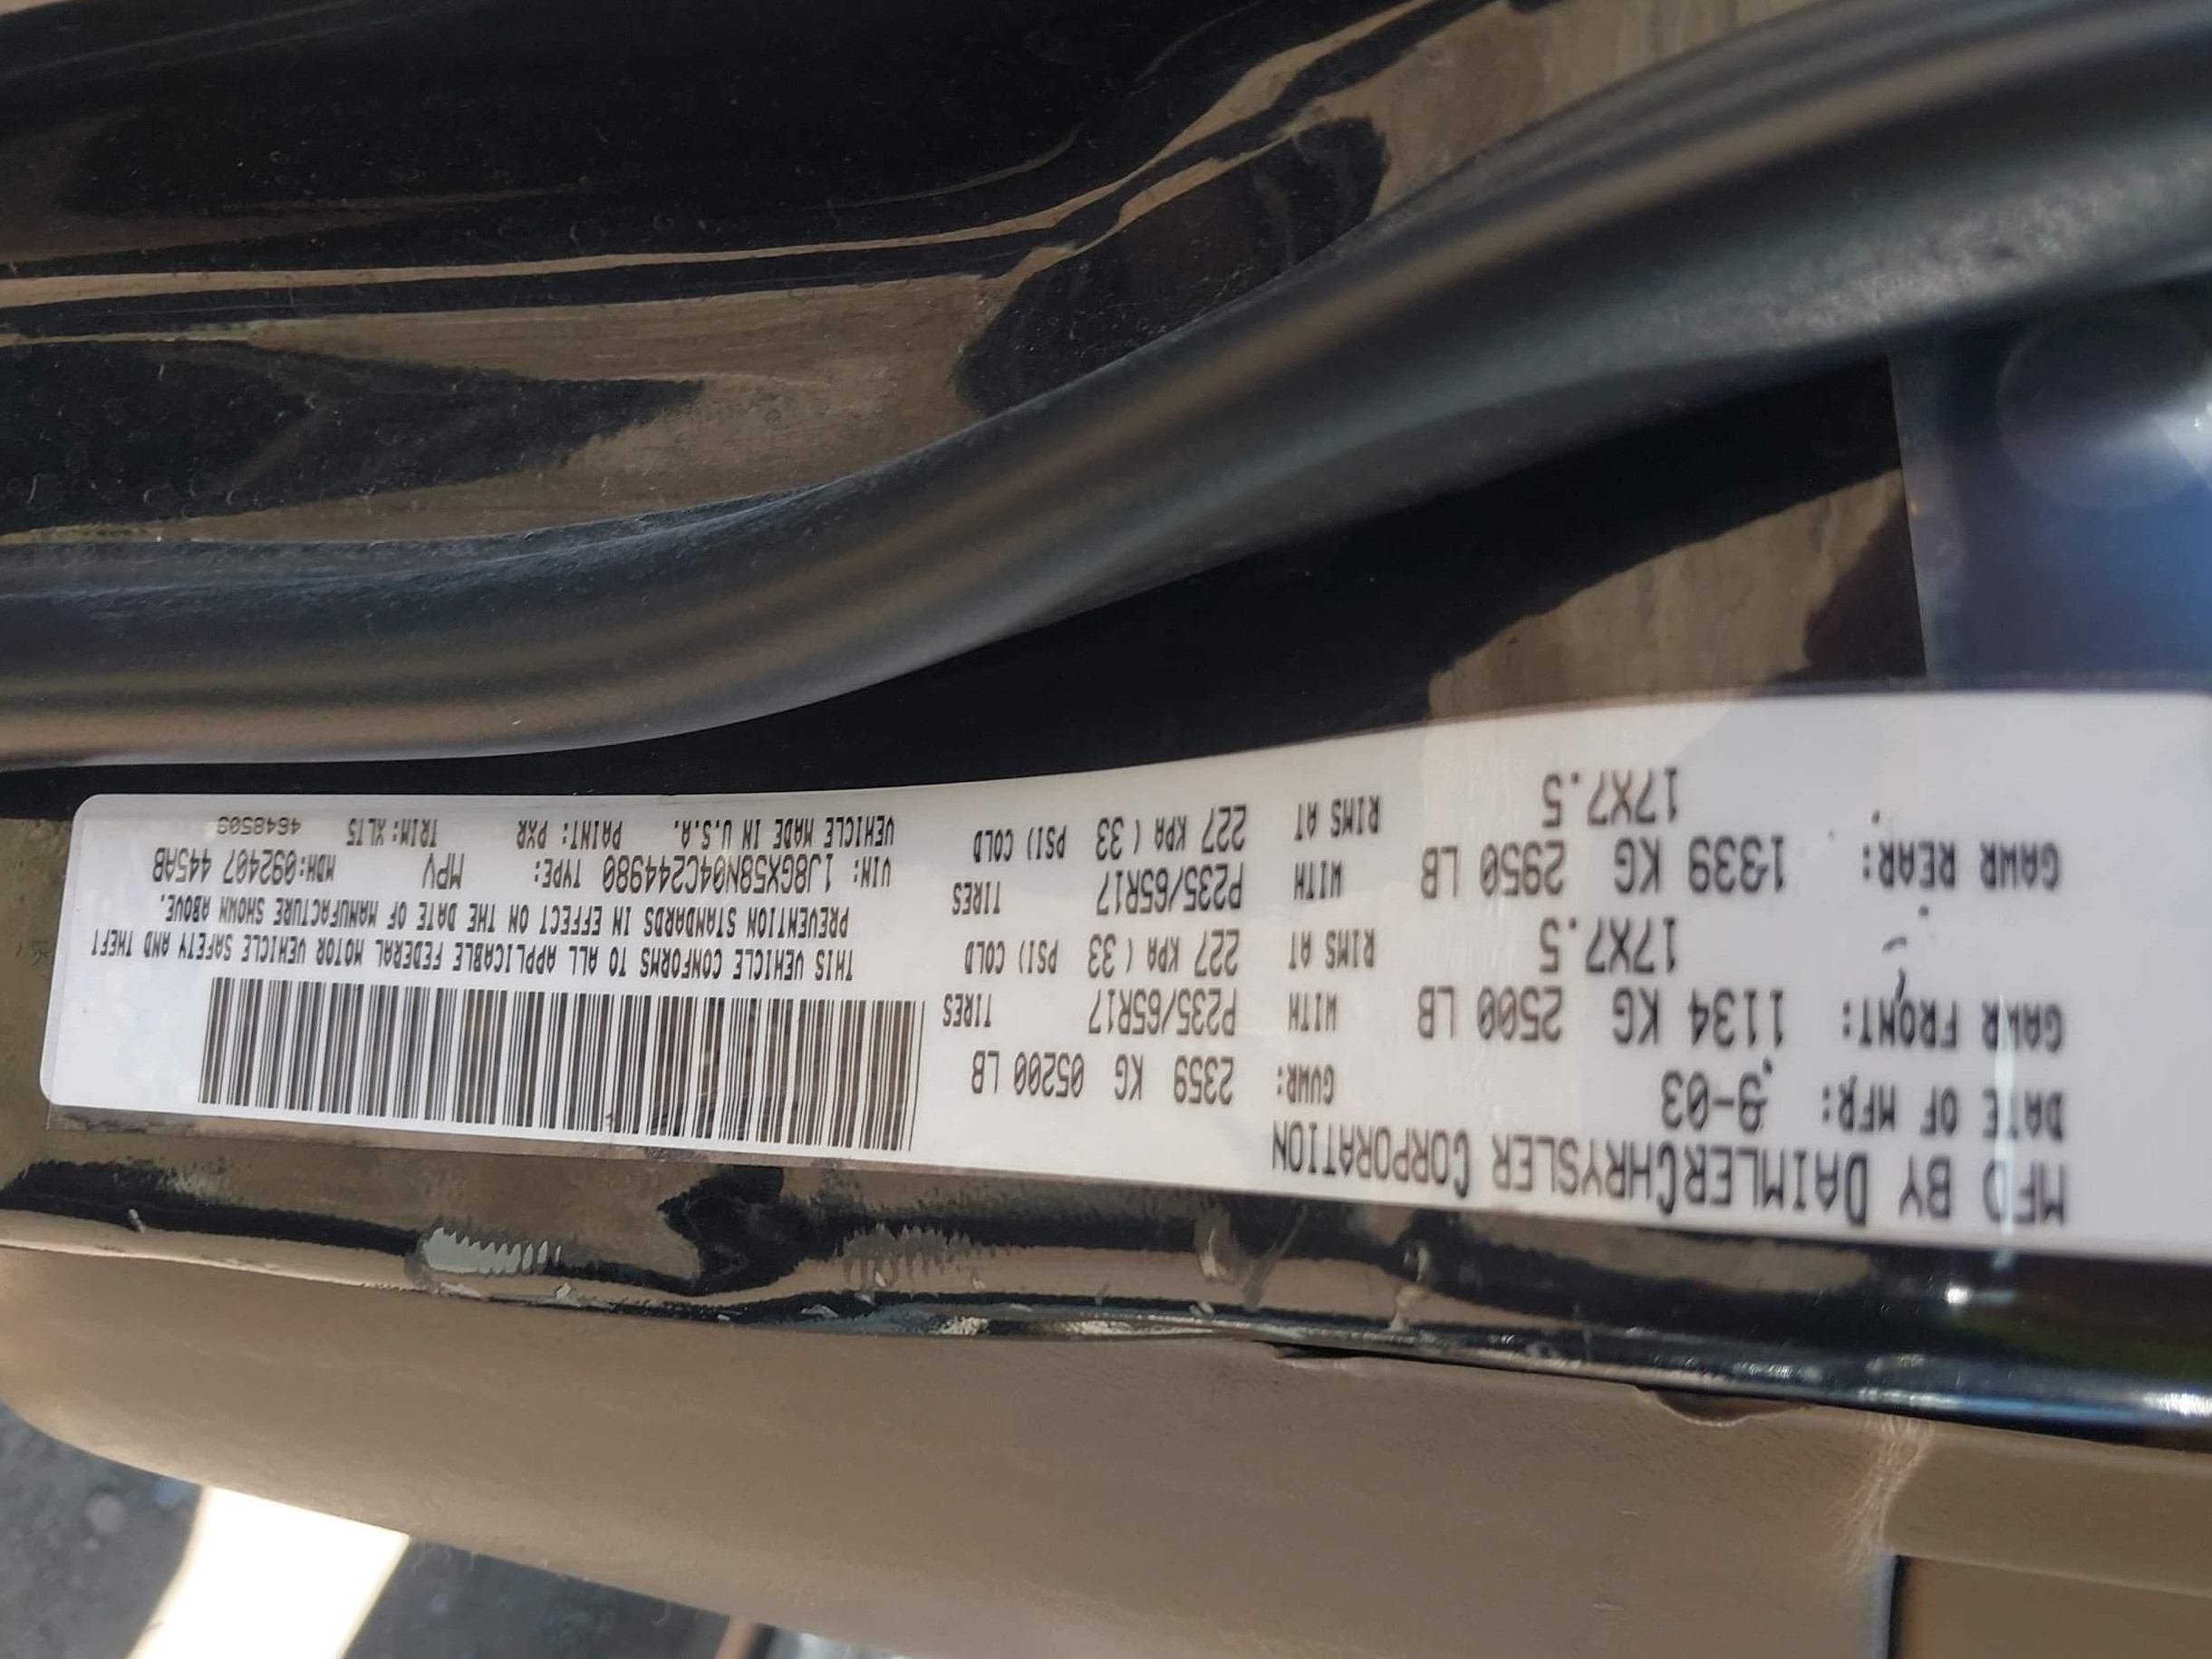 MFD BY DAIMLERCHRYSLER CORPORATION
DATE OF MFR: 9-03 GVWR: 2359 KG 05200 LB
GAWR FRONT: 1134 KG 2500 LB WITH P235/65R17 TIRES
17X7.5 RIMS AT 227 KPA ( 33 PSI) COLD
GAWR REAR: 1339 KG 2950 LB WITH P235/65R17 TIRES
17X7.5 RIMS AT 227 KPA ( 33 PSI) COLD
THIS VEHICLE CONFORMS TO ALL APPLICABLE FEDERAL MOTOR VEHICLE SAFETY AND THEFT
PREVENTION STANDARDS IN EFFECT ON THE DATE OF MANUFACTURE SHOWN ABOVE.
VIN: 1J8GX58N04C244980 TYPE: MPV MDH:092407 445AB
VEHICLE MADE IN U.S.A. PAINT: PXR TRIM: XLT5 4648509